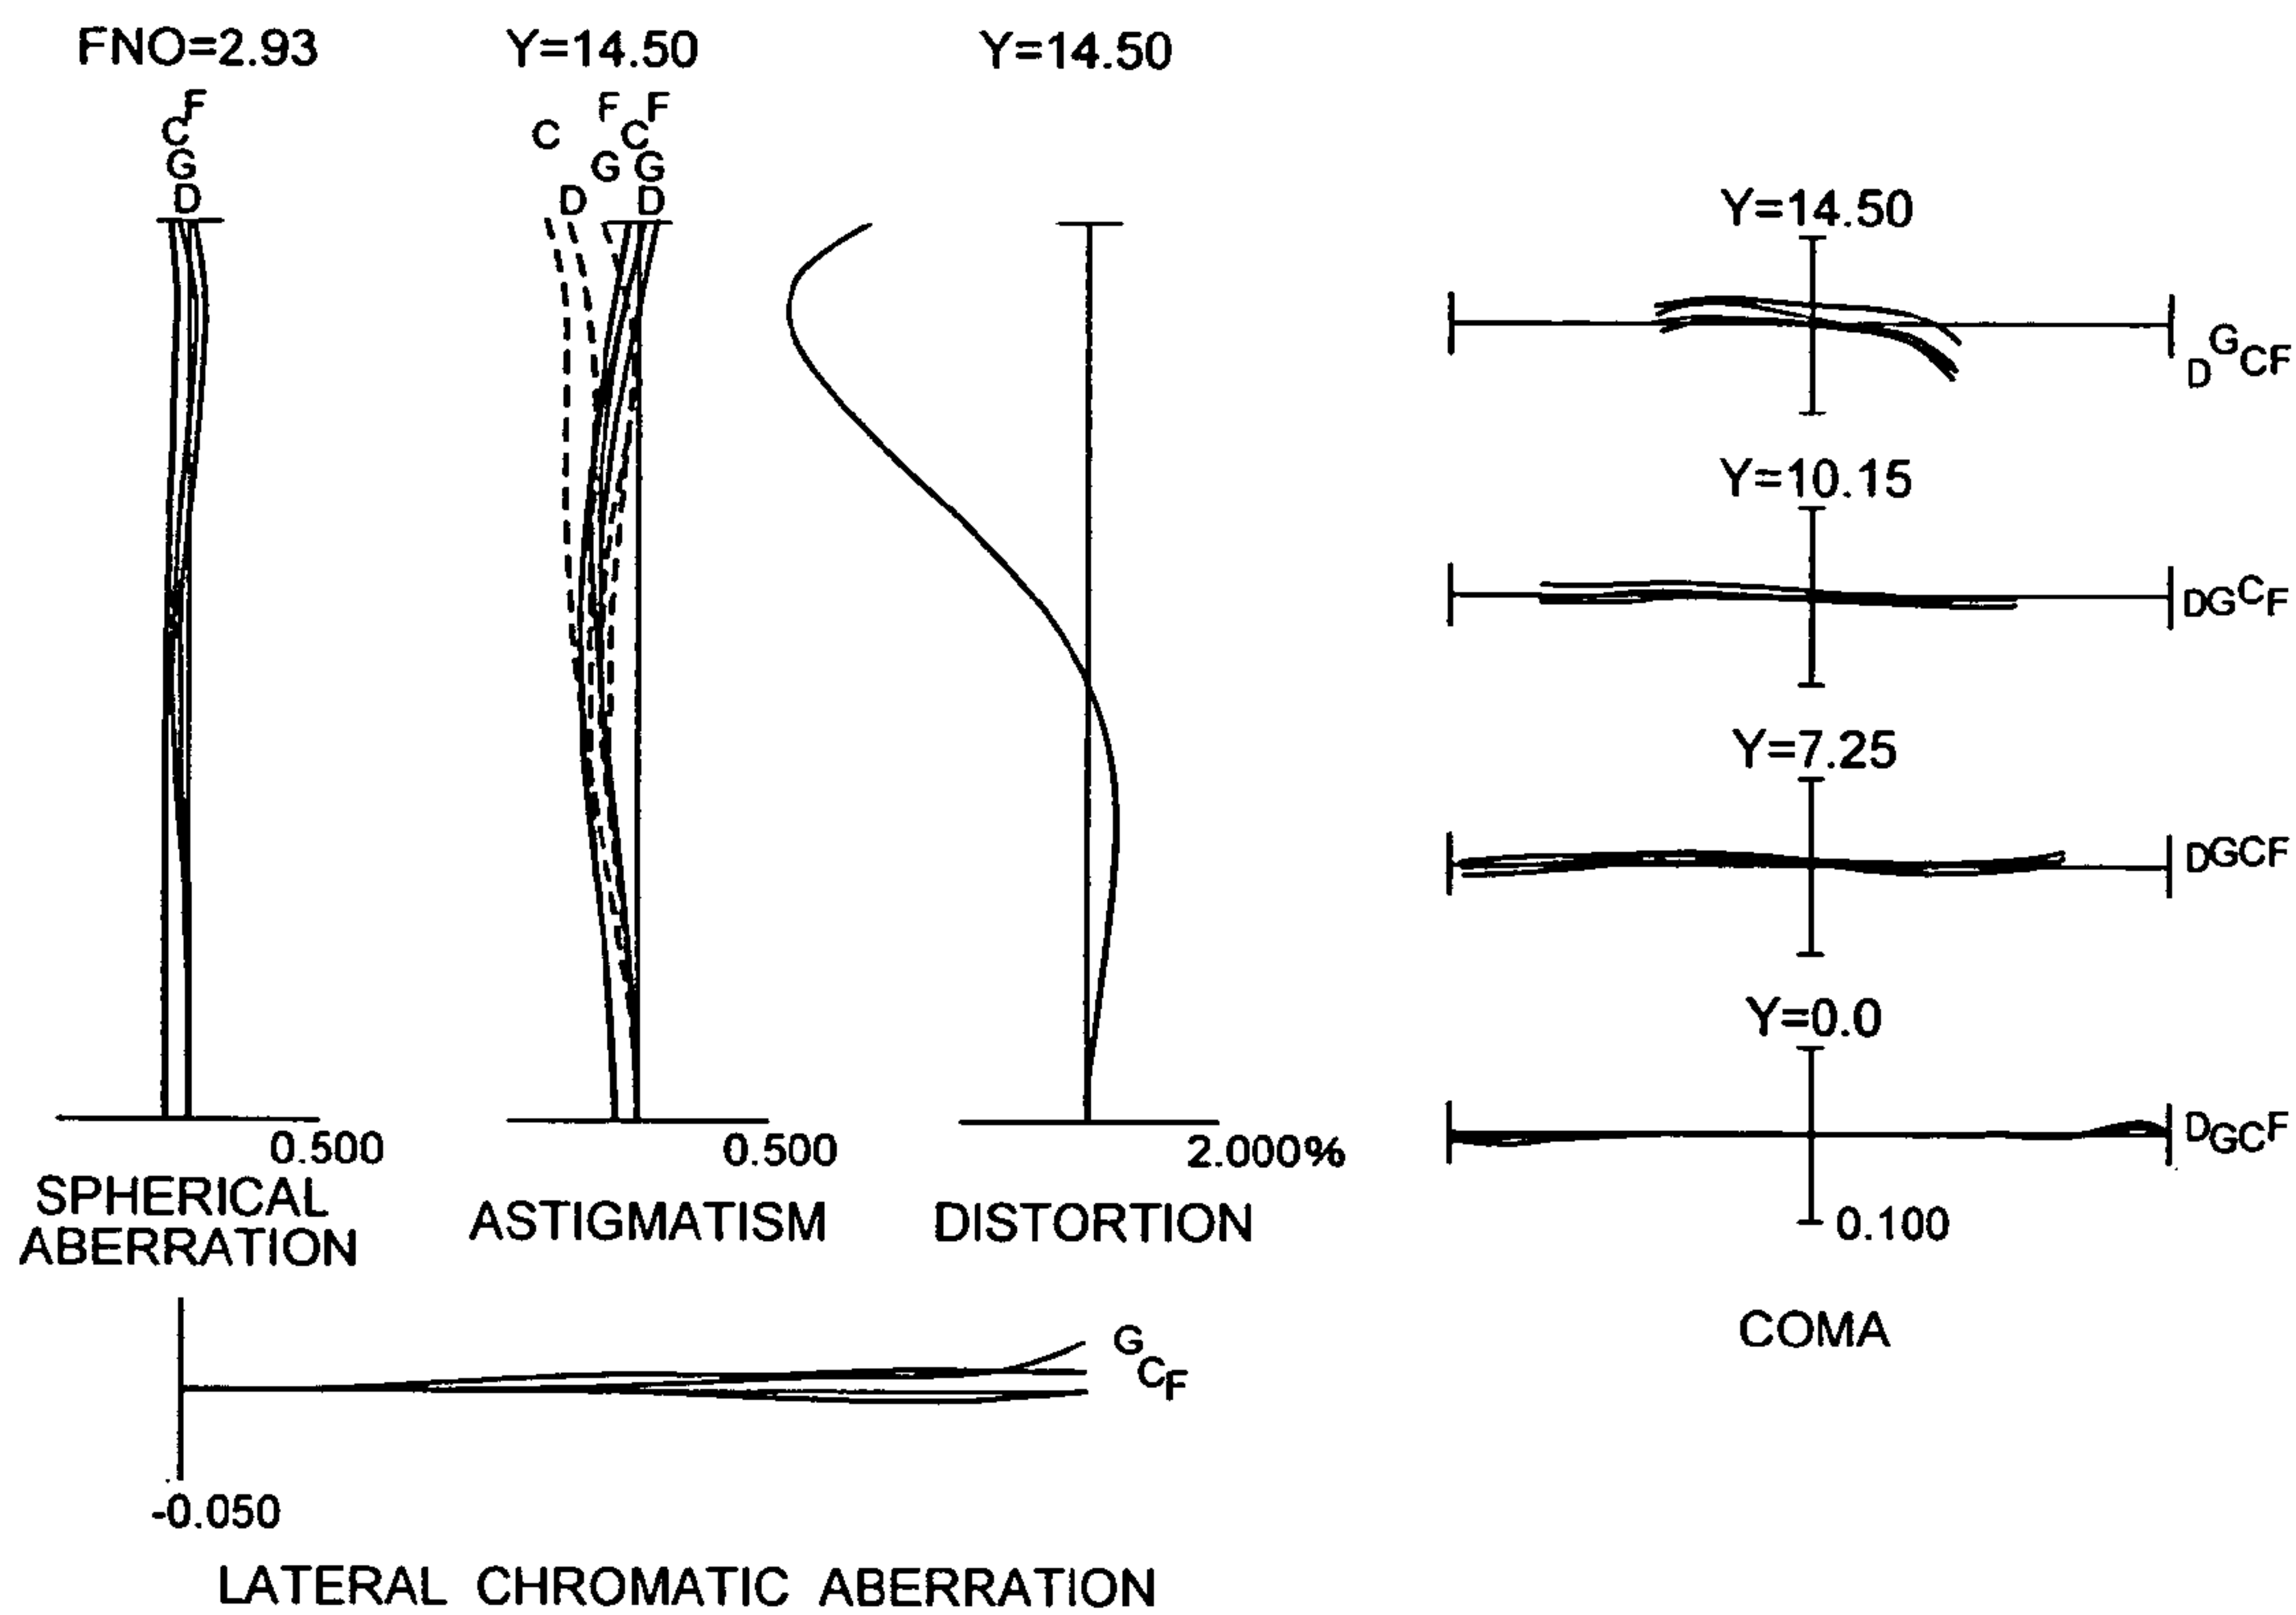 FNO=2.93
F
C
G
D
0.500
SPHERICAL
ABERRATION
Y=14.50
F F
C C
G G
D D
0.500
ASTIGMATISM
Y=14.50
2.000%
DISTORTION
Y=14.50
D G C F
Y=10.15
D G C F
Y=7.25
D G C F
Y=0.0
D G C F
0.100
COMA
G
C
F
-0.050
LATERAL CHROMATIC ABERRATION